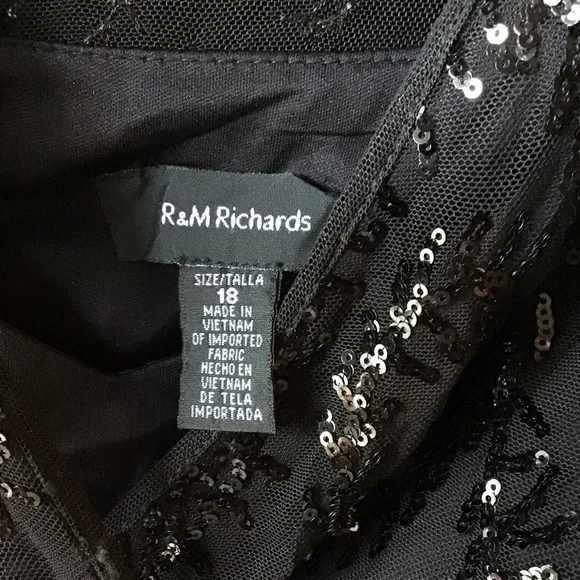 R&M Richards
SIZE/TALLA
18
MADE IN
VIETNAM
OF IMPORTED
FABRIC
HECHO EN
VIETNAM
DE TELA
IMPORTADA